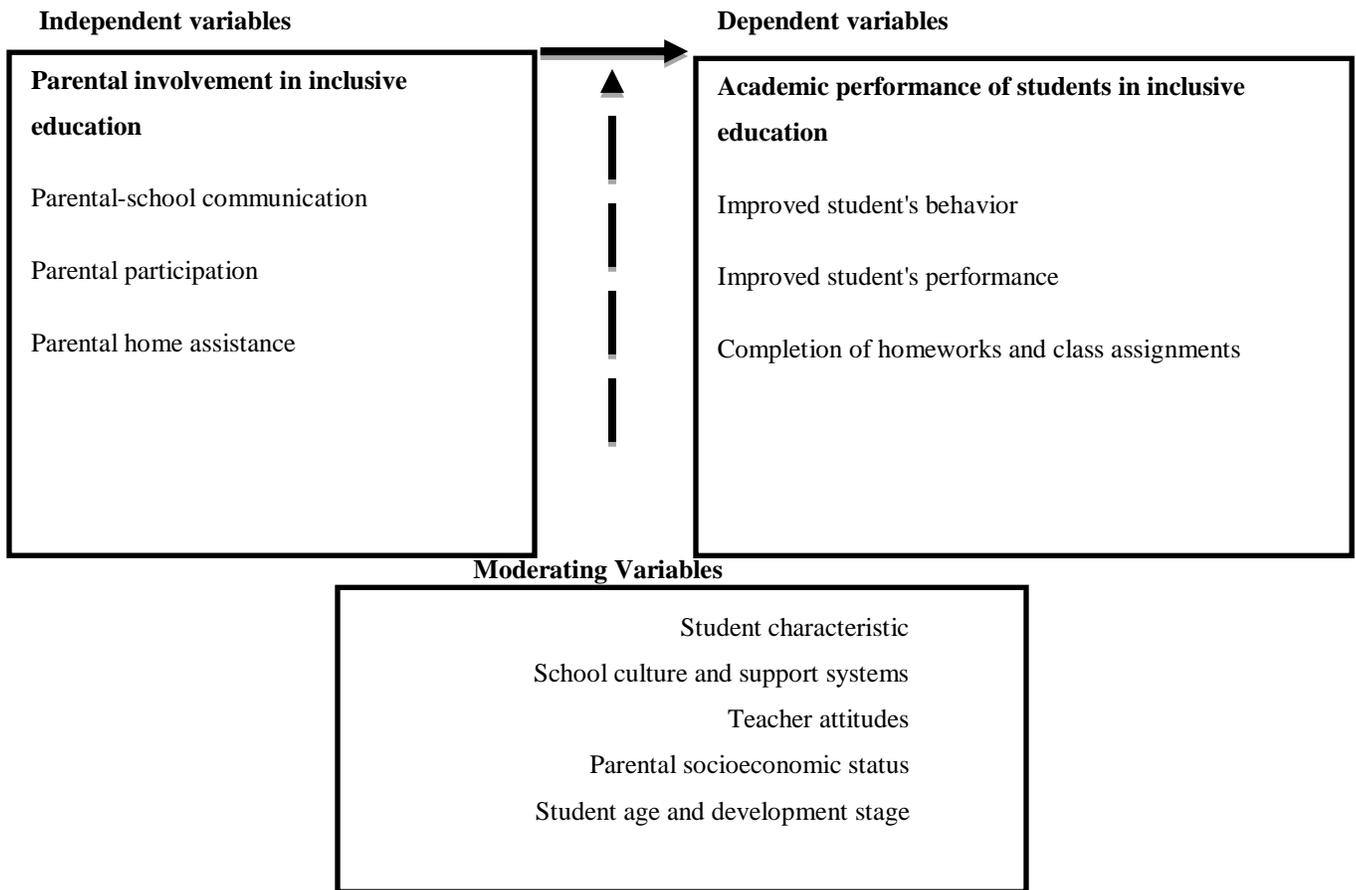 Independent variables
Dependent variables
Parental involvement in inclusive
education
Parental-school communication
Parental participation
Parental home assistance
Academic performance of students in inclusive
education
Improved student's behavior
Improved student's performance
Completion of homeworks and class assignments
Moderating Variables
Student characteristic
School culture and support systems
Teacher attitudes
Parental socioeconomic status
Student age and development stage